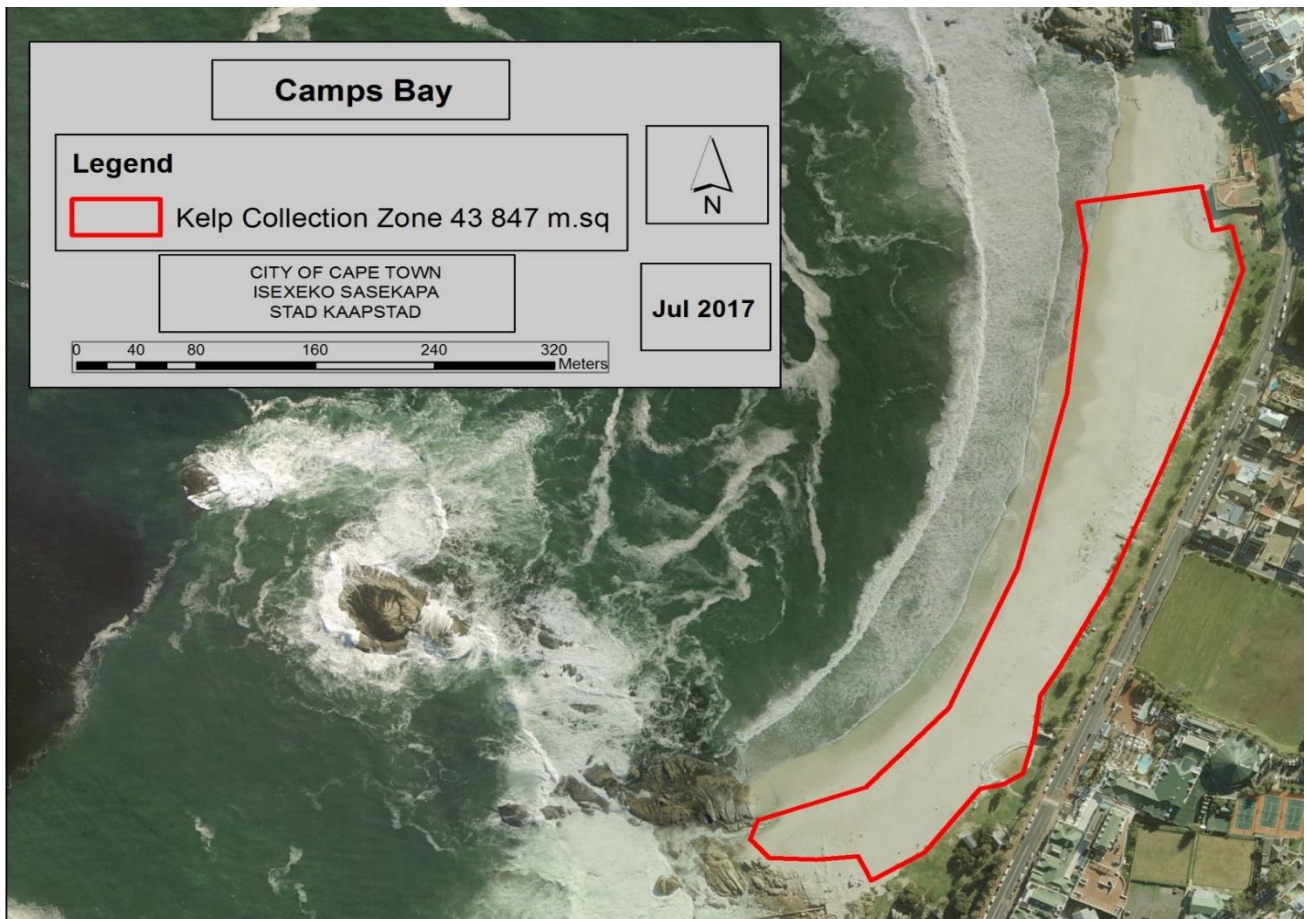 Camps Bay
Legend
Kelp Collection Zone 43 847 m.sq
N
CITY OF CAPE TOWN
ISEXEKO SASEKAPA
STAD KAAPSTAD
Jul 2017
0 40 80 160 240 320
Meters